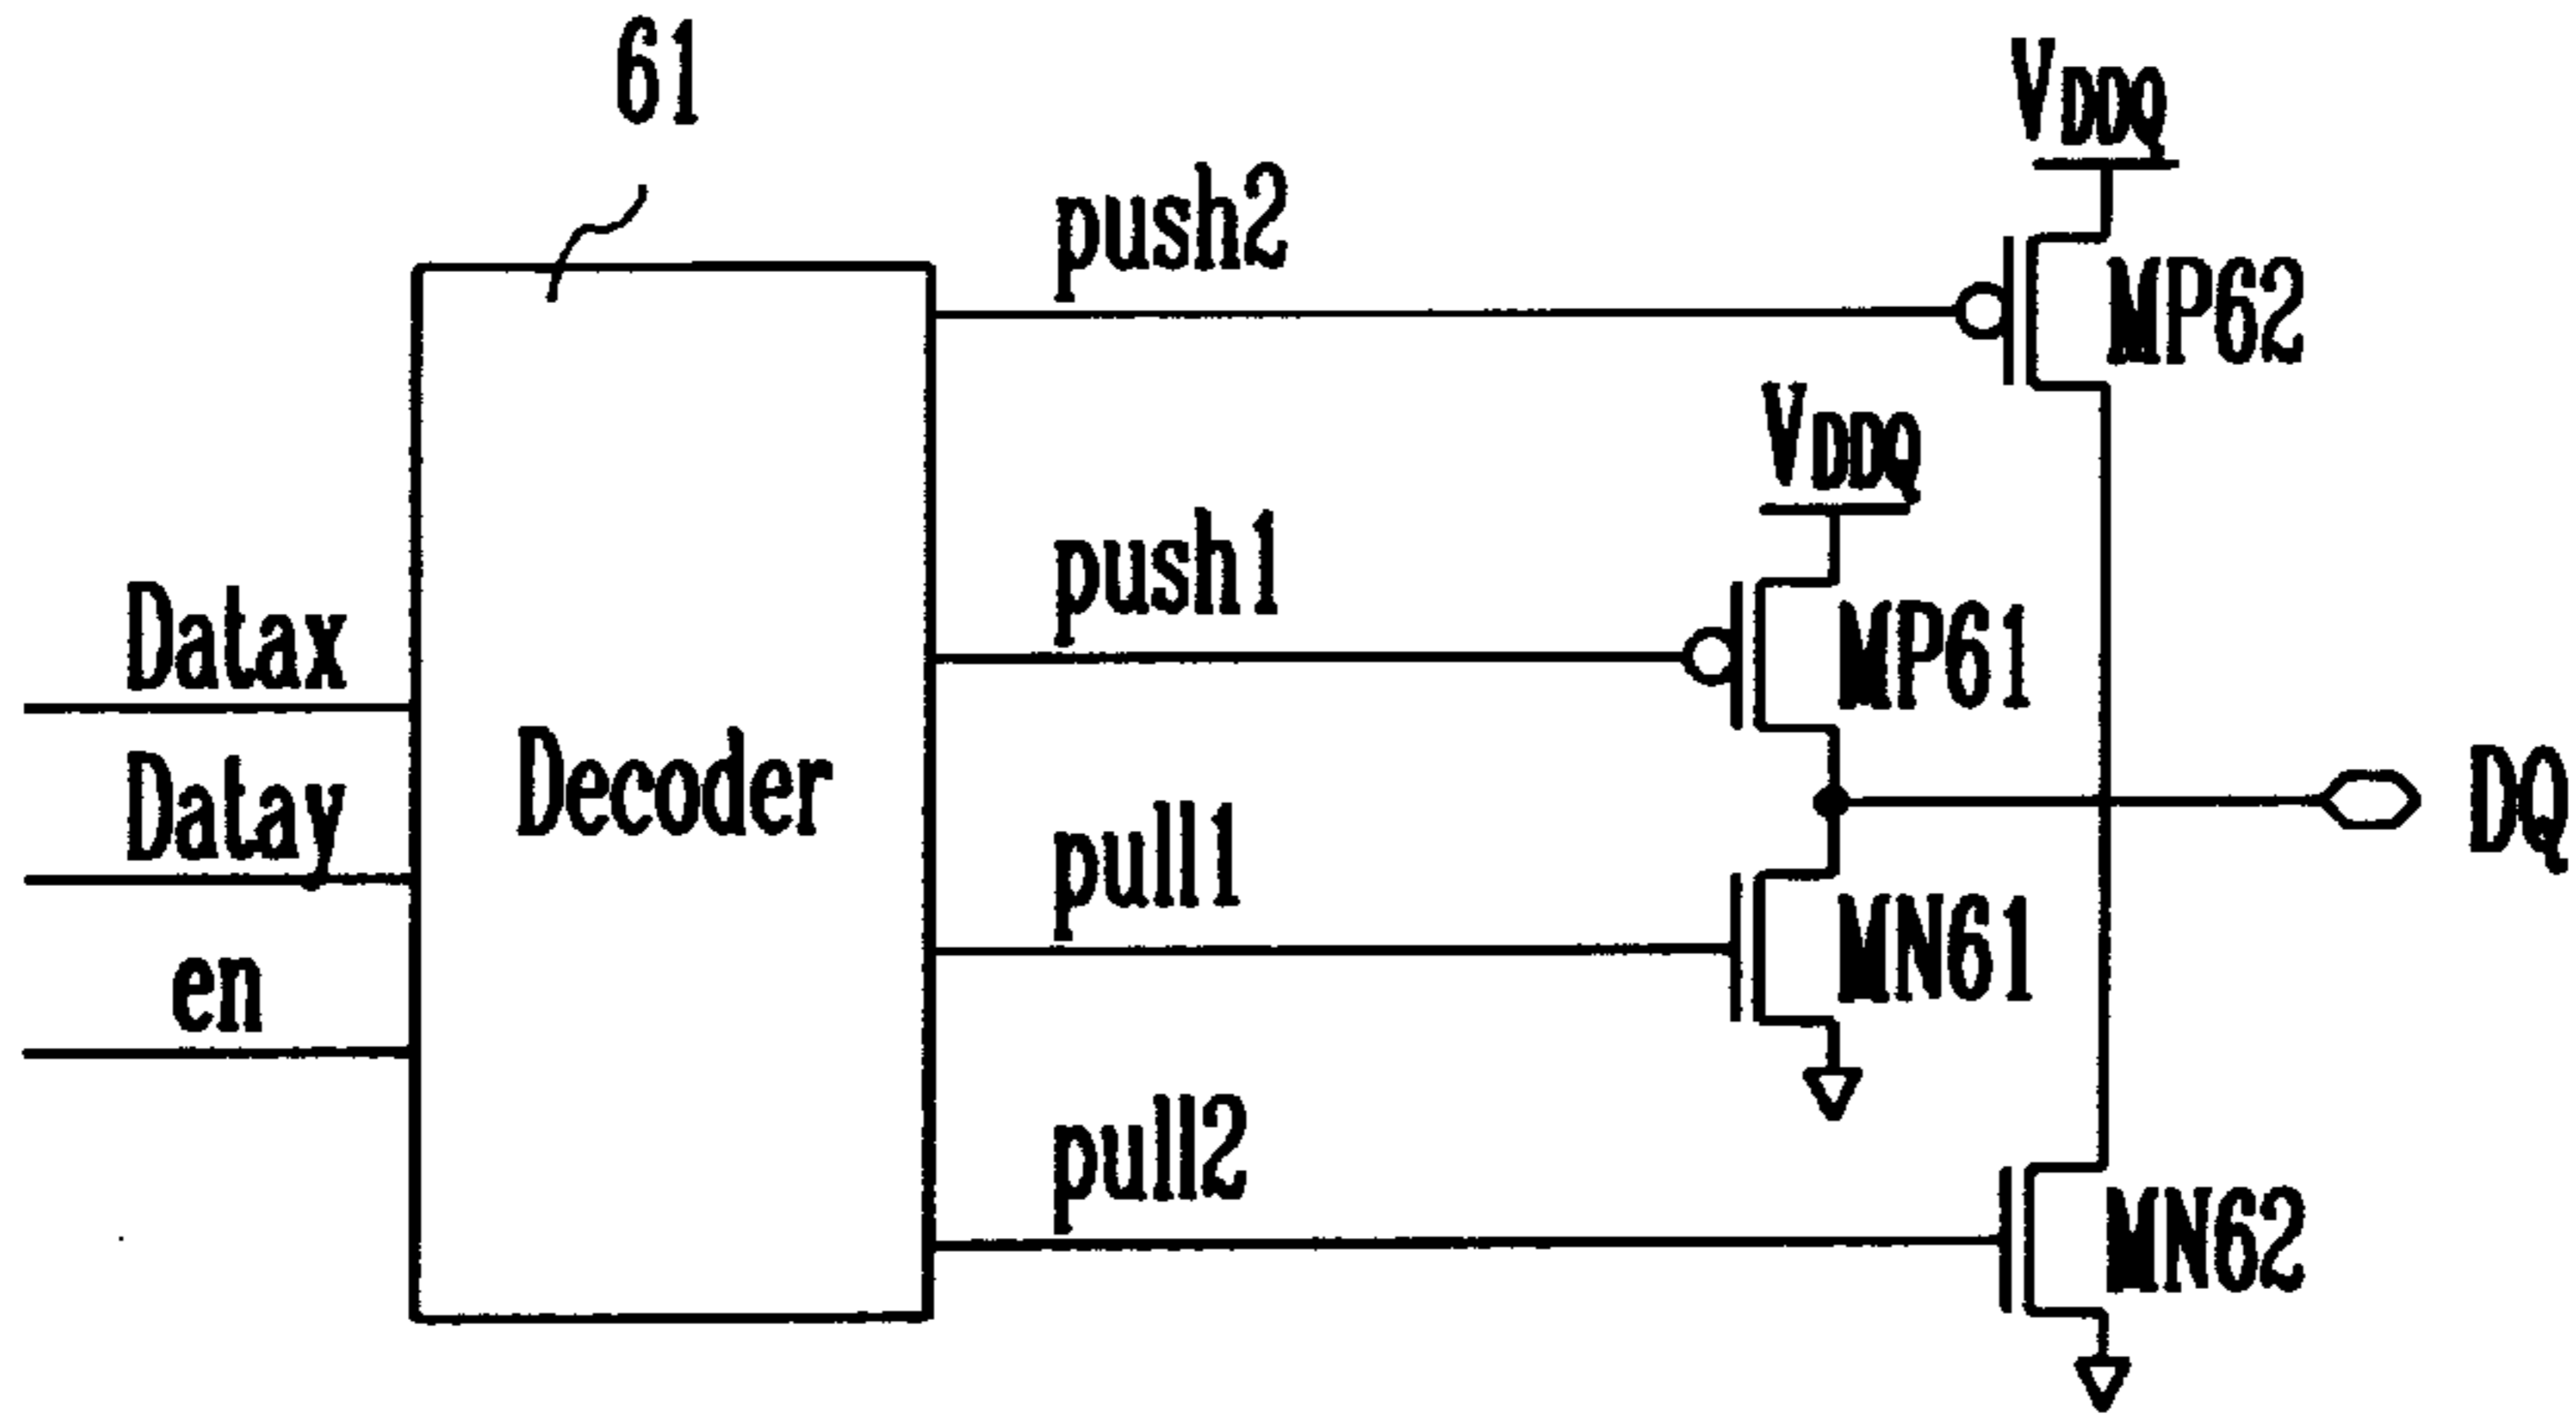 61
VDDQ
push2
MP62
VDDQ
push1
MP61
Datax
Decoder
Datay
DQ
pull1
MN61
en
pull2
MN62